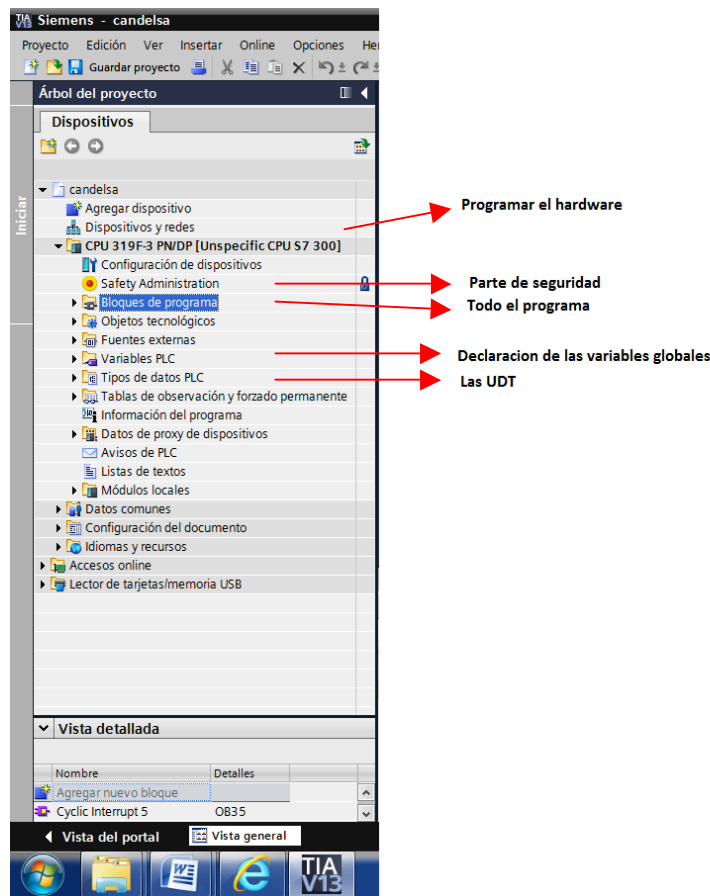 TIA V13 Siemens - candelsa
Proyecto Edición Ver Insertar Online Opciones Her
Guardar proyecto
Árbol del proyecto
Dispositivos
Iniciar
candelsa
Agregar dispositivo
Dispositivos y redes
Programar el hardware
CPU 319F-3 PN/DP [Unspecific CPU S7 300]
Configuración de dispositivos
Safety Administration
Parte de seguridad
Bloques de programa
Todo el programa
Objetos tecnológicos
Fuentes externas
Variables PLC
Declaracion de las variables globales
Tipos de datos PLC
Las UDT
Tablas de observación y forzado permanente
Información del programa
Datos de proxy de dispositivos
Avisos de PLC
Listas de textos
Módulos locales
Datos comunes
Configuración del documento
Idiomas y recursos
Accesos online
Lector de tarjetas/memoria USB
Vista detallada
Nombre Detalles
Agregar nuevo bloque
Cyclic Interrupt 5 OB35
Vista del portal Vista general
TIA V13